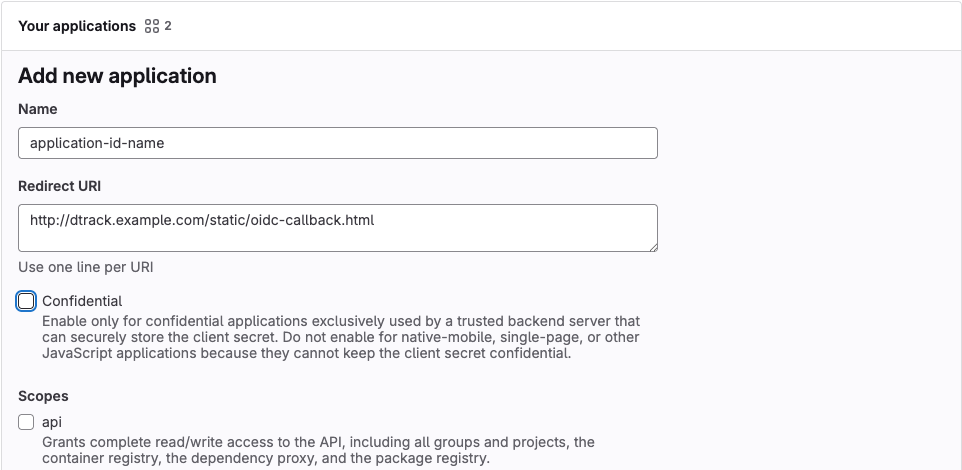 Your applications 2
Add new application
Name
application-id-name
Redirect URI
http://dtrack.example.com/static/oidc-callback.html
Use one line per URI
Confidential
Enable only for confidential applications exclusively used by a trusted backend server that
can securely store the client secret. Do not enable for native-mobile, single-page, or other
JavaScript applications because they cannot keep the client secret confidential.
Scopes
api
Grants complete read/write access to the API, including all groups and projects, the
container registry, the dependency proxy, and the package registry.